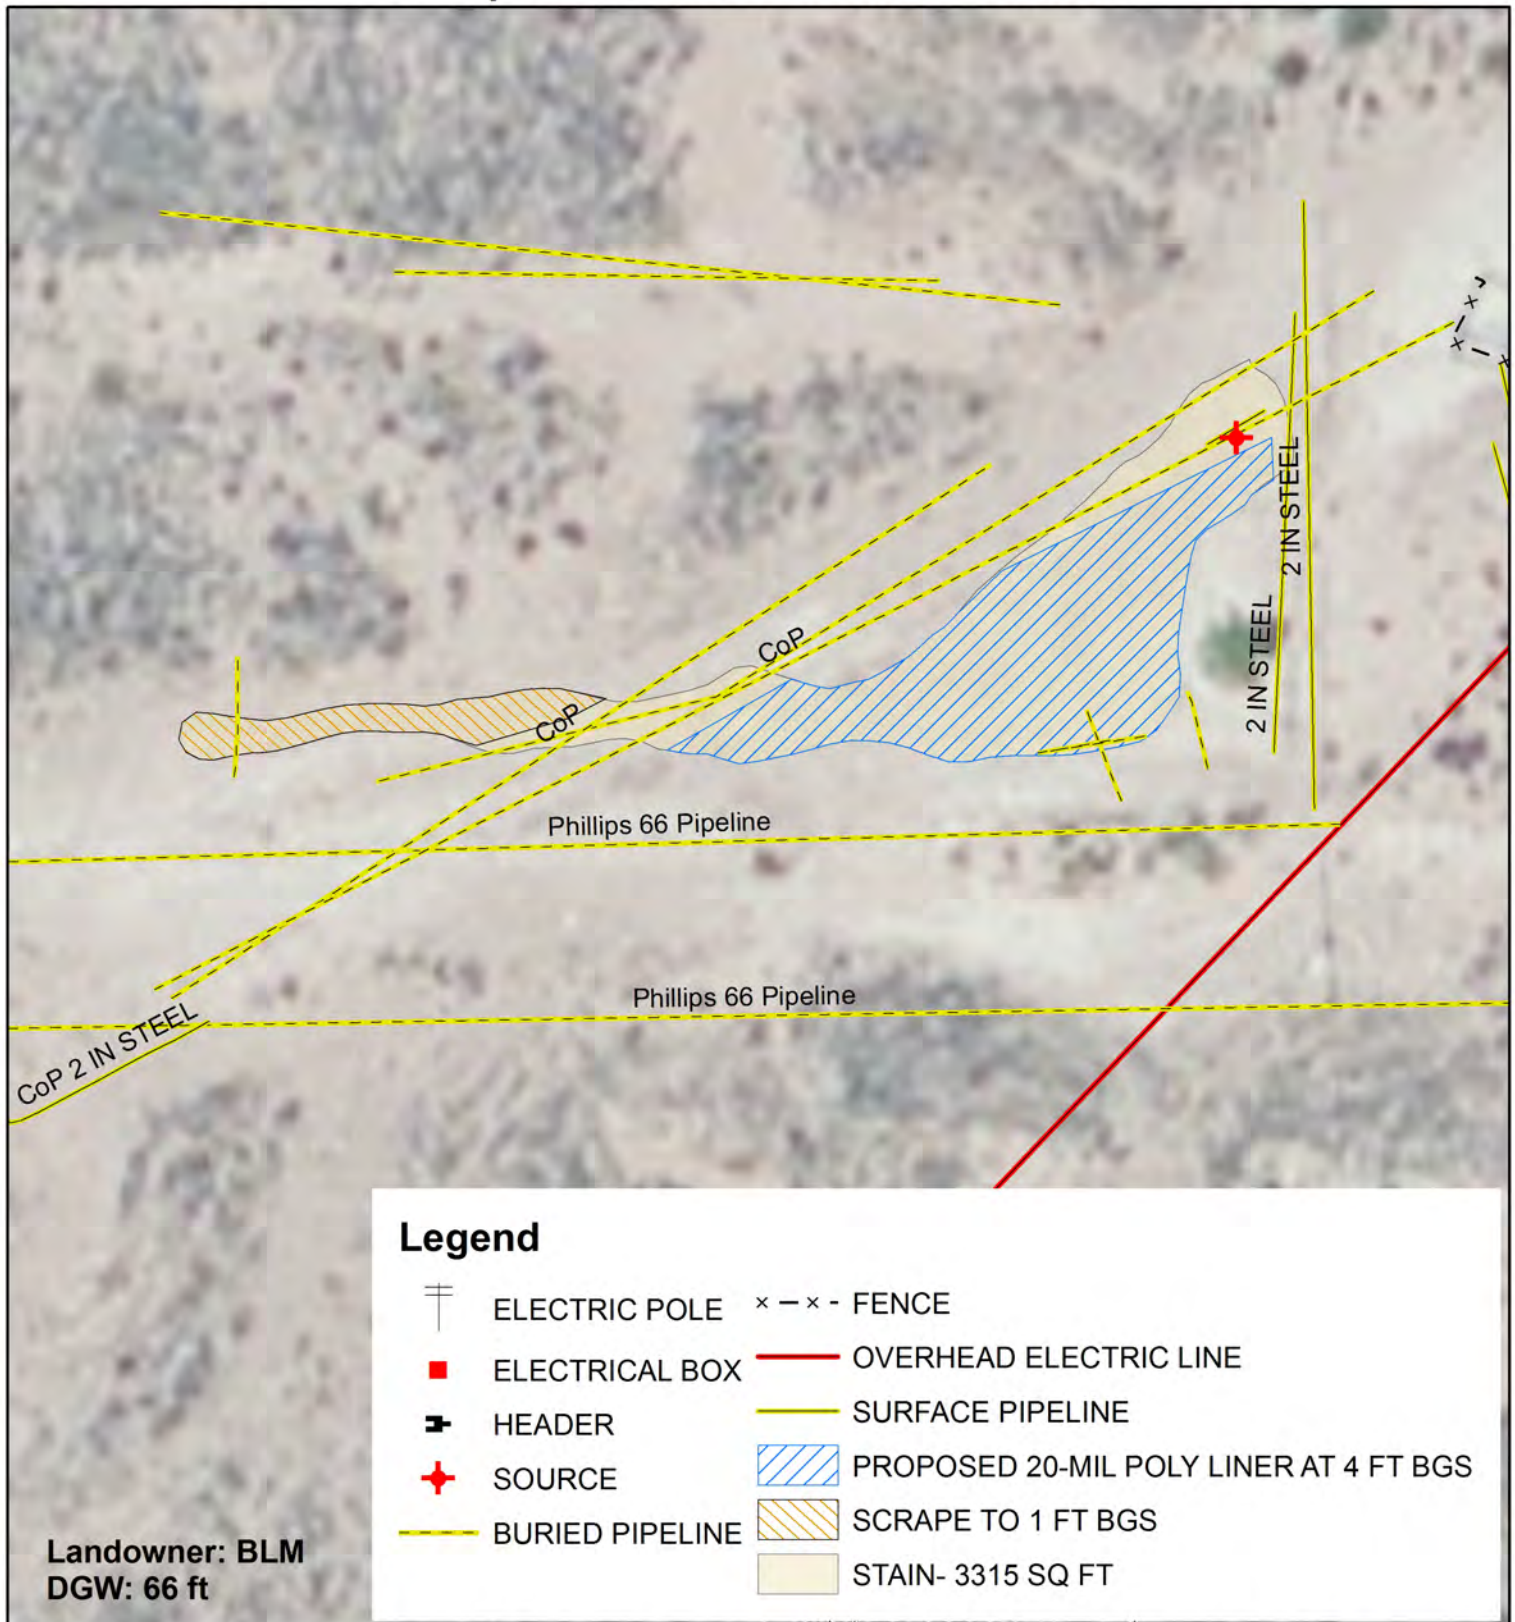 2 IN STEEL
2 IN STEEL
CoP
CoP
Phillips 66 Pipeline
Phillips 66 Pipeline
CoP 2 IN STEEL
Legend
ELECTRIC POLE
ELECTRICAL BOX
HEADER
SOURCE
BURIED PIPELINE
FENCE
OVERHEAD ELECTRIC LINE
SURFACE PIPELINE
PROPOSED 20-MIL POLY LINER AT 4 FT BGS
SCRAPE TO 1 FT BGS
STAIN- 3315 SQ FT
Landowner: BLM
DGW: 66 ft